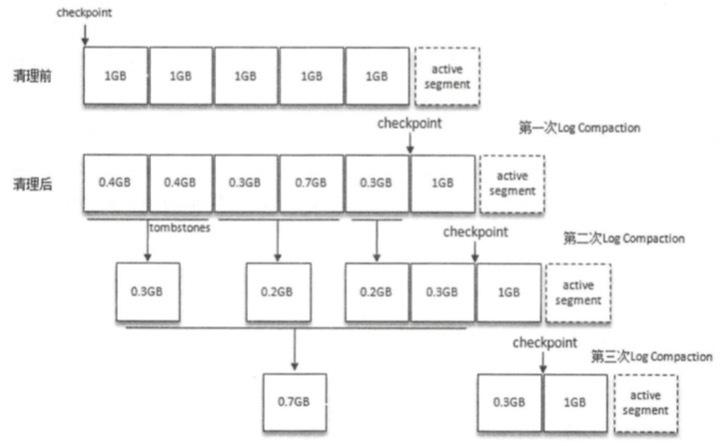 checkpoint
清理前
1GB 1GB 1GB 1GB 1GB active segment
checkpoint 第一次Log Compaction
清理后
0.4GB 0.4GB 0.3GB 0.7GB 0.3GB 1GB active segment
tombstones
checkpoint 第二次Log Compaction
0.3GB 0.2GB 0.2GB 0.3GB 1GB active segment
checkpoint 第三次Log Compaction
0.7GB 0.3GB 1GB active segment